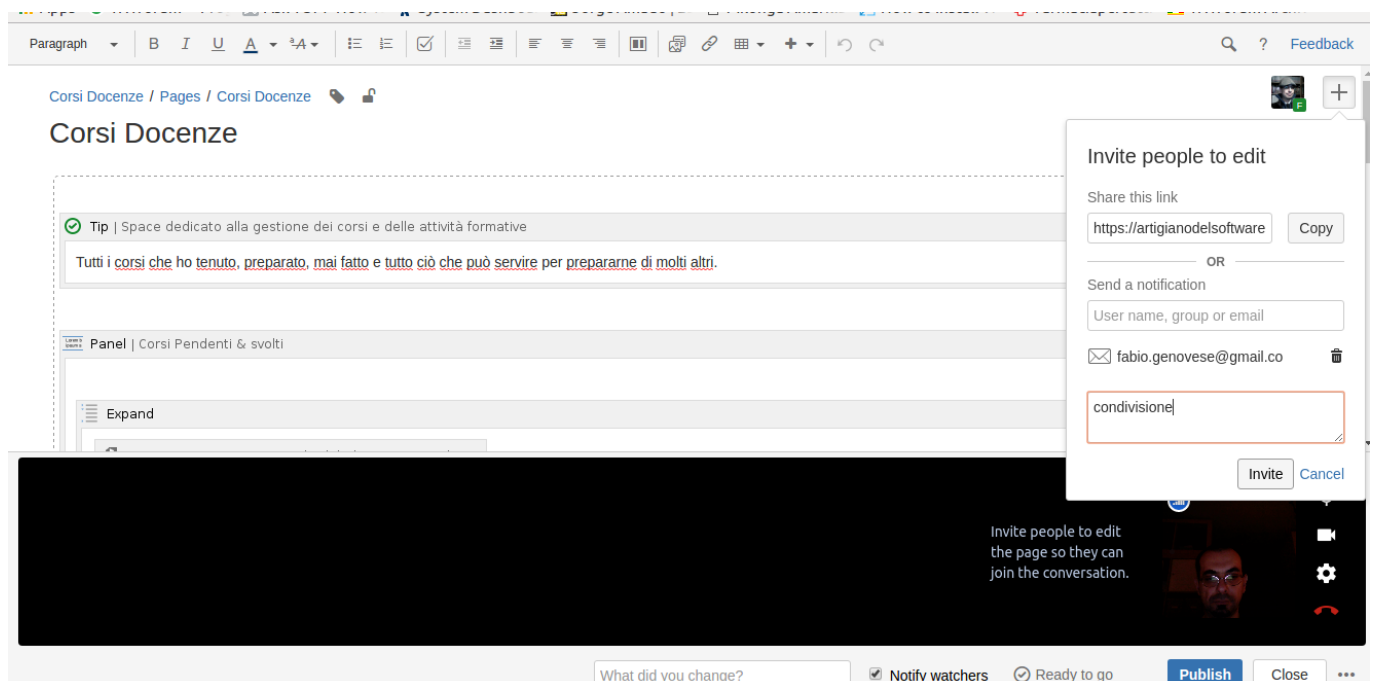 Paragraph B I U A ?  Feedback
Corsi Docenze / Pages / Corsi Docenze
F
Corsi Docenze
Invite people to edit
Share this link
https://artigianodelsoftware Copy
OR
Send a notification
User name, group or email
fabio.genovese@gmail.co
condivisione
Invite Cancel
Tip | Space dedicato alla gestione dei corsi e delle attività formative
Tutti i corsi che ho tenuto, preparato, mai fatto e tutto ciò che può servire per prepararne di molti altri.
Panel | Corsi Pendenti & svolti
Expand
Invite people to edit
the page so they can
join the conversation.
What did you change? Notify watchers Ready to go Publish Close